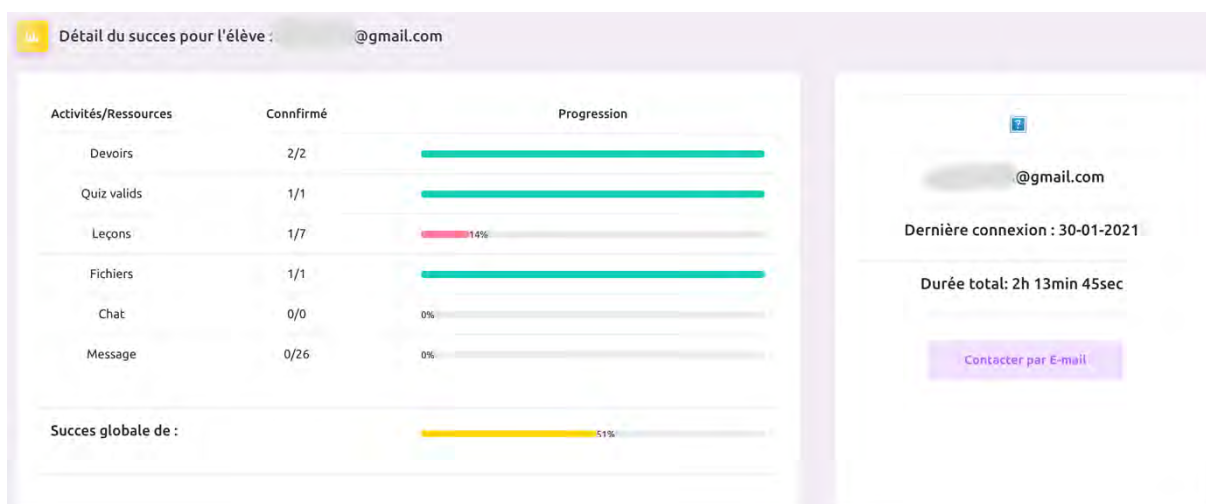 Détail du succes pour l'élève : @gmail.com
Activités/Ressources Connfirmé Progression
Devoirs 2/2
Quiz valids 1/1
Leçons 1/7 14%
Fichiers 1/1
Chat 0/0 0%
Message 0/26 0%
Succes globale de : 51%
?
.@gmail.com
Dernière connexion : 30-01-2021
Durée total: 2h 13min 45sec
Contacter par E-mail